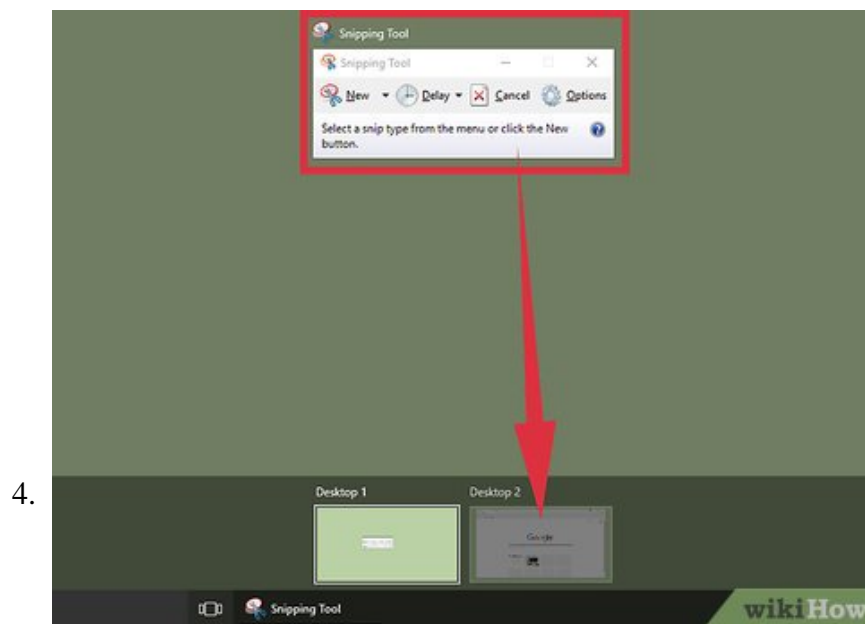 Snipping Tool
Snipping Tool
New Delay Cancel Options
Select a snip type from the menu or click the New
button.
4.
Desktop 1 Desktop 2
Google
Snipping Tool
wikiHow